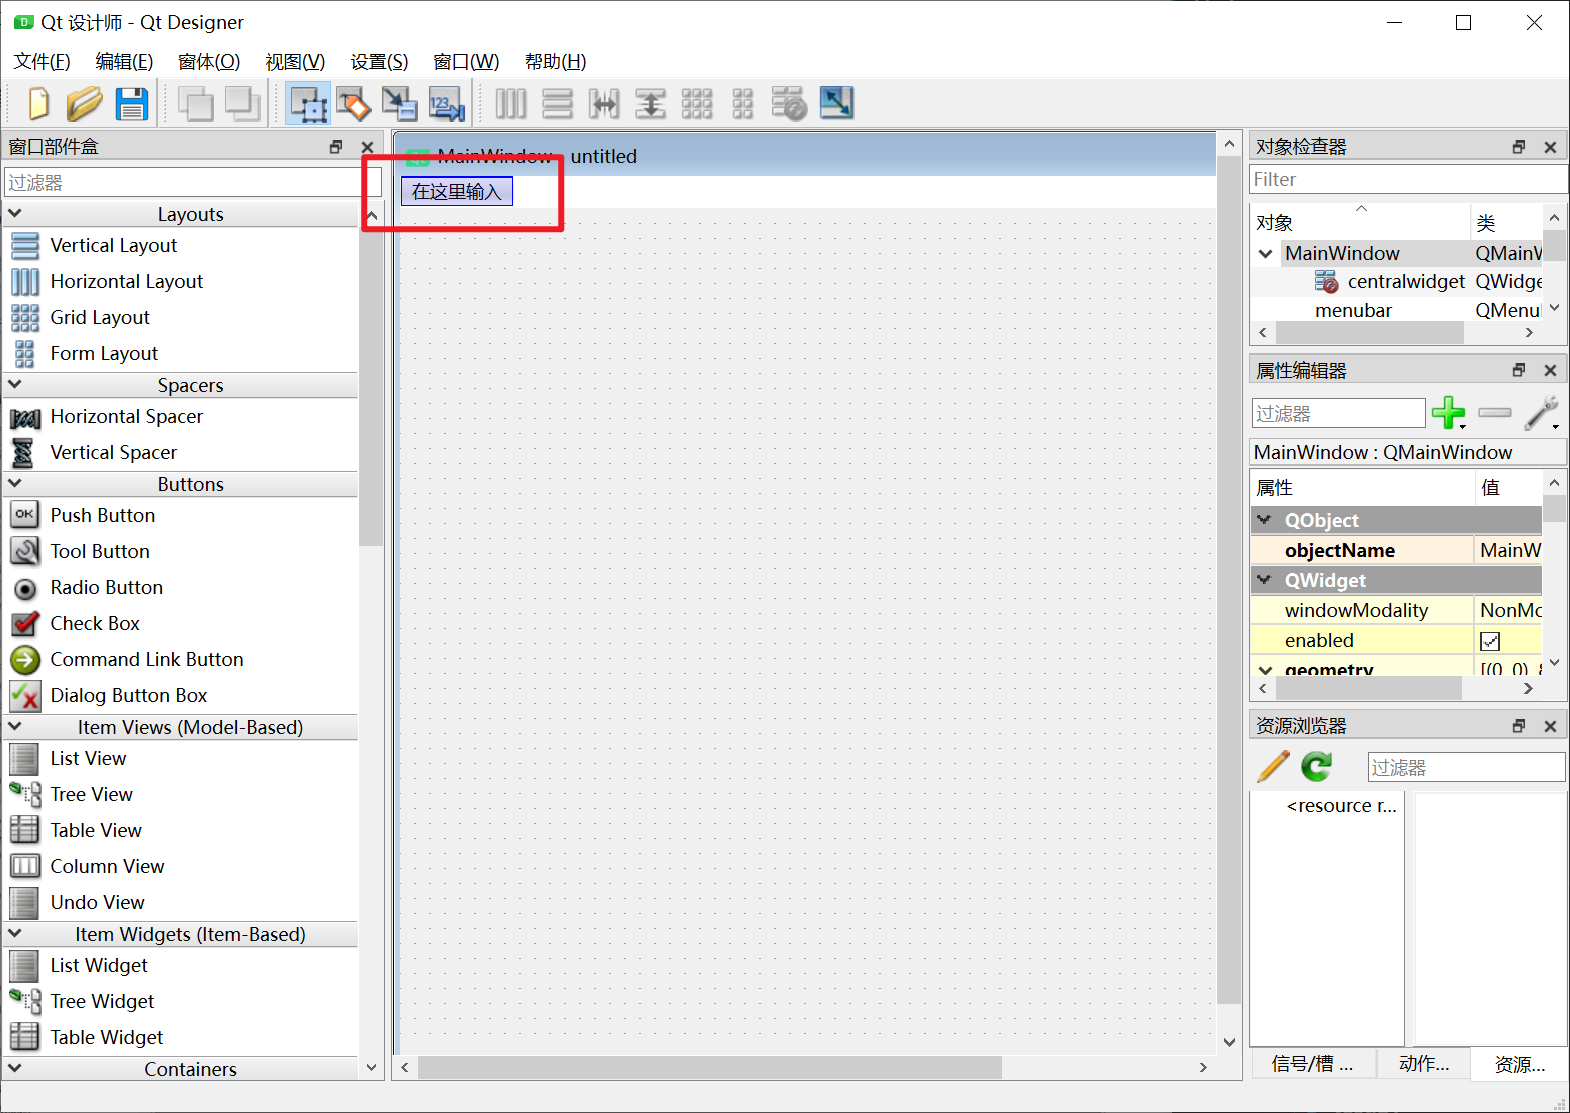 Qt 设计师 - Qt Designer
文件(F) 编辑(E) 窗体(O) 视图(V) 设置(S) 窗口(W) 帮助(H)
窗口部件盒
过滤器
Layouts
Vertical Layout
Horizontal Layout
Grid Layout
Form Layout
Spacers
Horizontal Spacer
Vertical Spacer
Buttons
OK Push Button
Tool Button
Radio Button
Check Box
Command Link Button
Dialog Button Box
Item Views (Model-Based)
List View
Tree View
Table View
Column View
Undo View
Item Widgets (Item-Based)
List Widget
Tree Widget
Table Widget
Containers
MainWindow - untitled
在这里输入
对象检查器
Filter
对象 类
MainWindow QMainW
centralwidget QWidge
menubar QMenu
属性编辑器
过滤器
MainWindow : QMainWindow
属性 值
QObject
objectName MainW
QWidget
windowModality NonMo
enabled
geometry [(0, 0), 8
资源浏览器
过滤器
<resource r...
信号/槽 ... 动作... 资源...